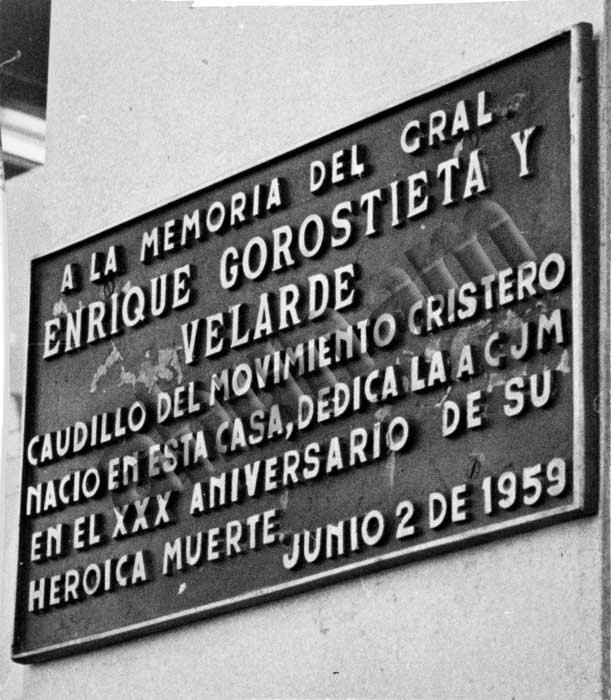 A LA MEMORIA DEL GRAL.
ENRIQUE GOROSTIETA Y
VELARDE
CAUDILLO DEL MOVIMIENTO CRISTERO
NACIO EN ESTA CASA, DEDICA LA A C J M
EN EL XXX ANIVERSARIO DE SU
HEROICA MUERTE. JUNIO 2 DE 1959